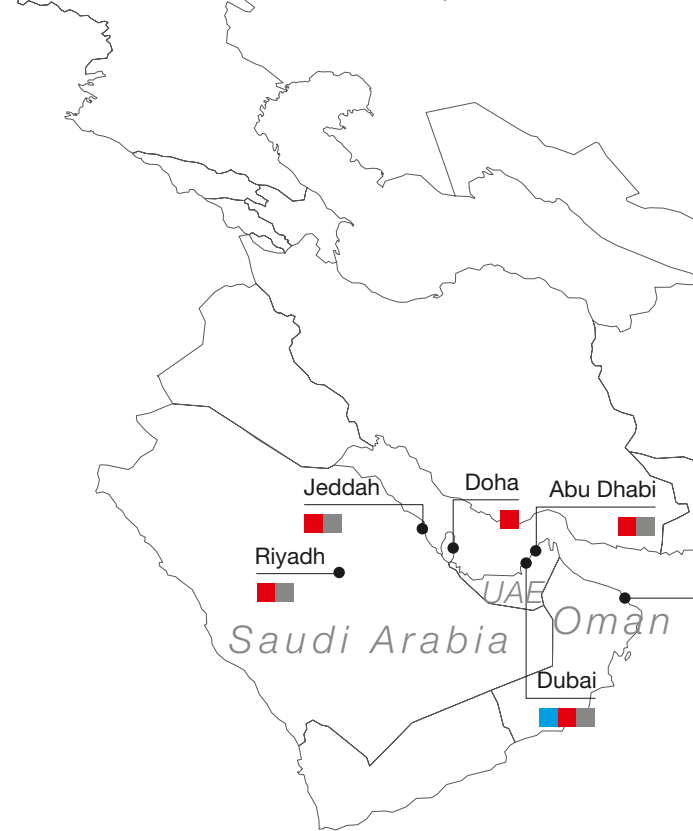 Jeddah
Doha
Abu Dhabi
Riyadh
UAE
Saudi Arabia
Oman
Dubai